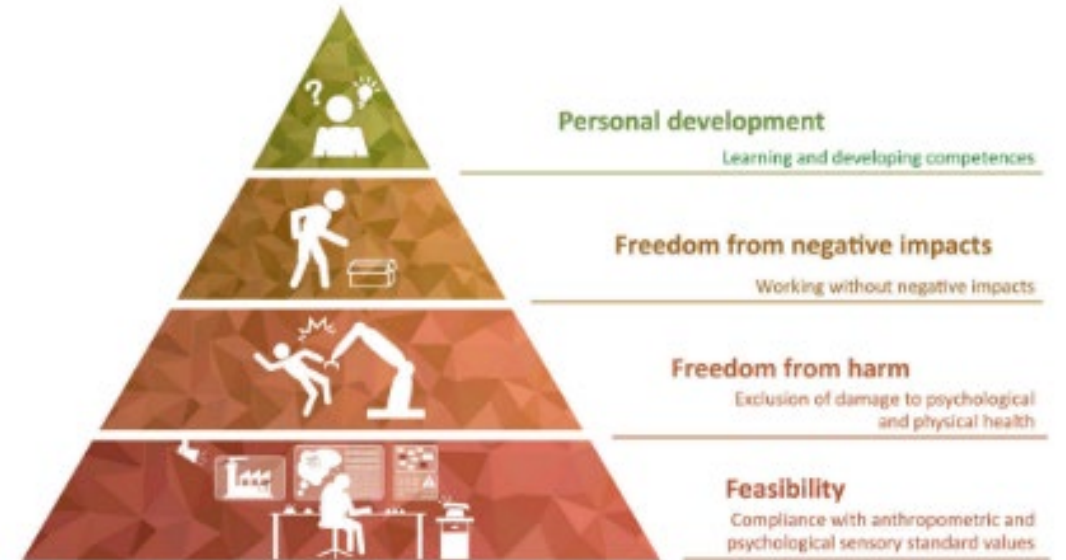 Personal development
Learning and developing competences
Freedom from negative impacts
Working without negative impacts
Freedom from harm
Exclusion of damage to psychological
and physical health
Feasibility
Compliance with anthropometric and
psychological sensory standard values